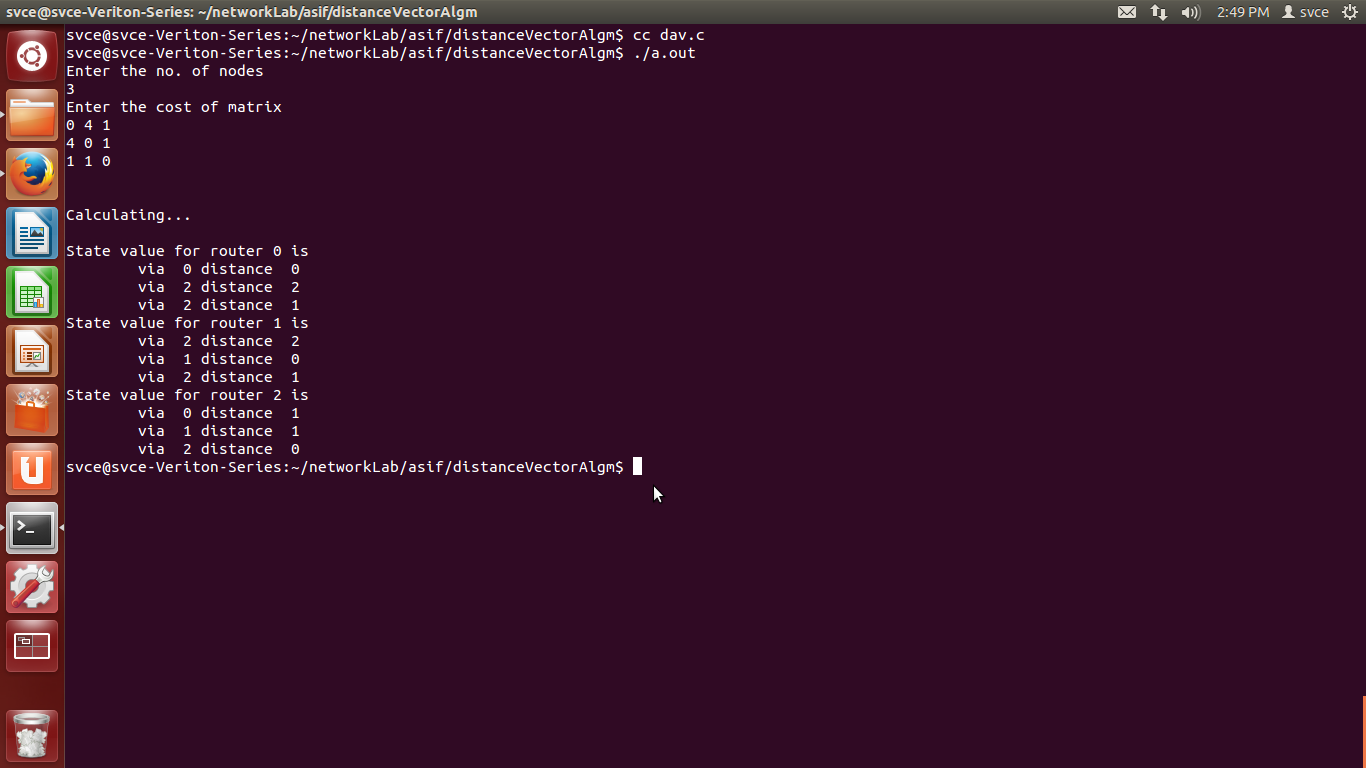 svce@svce-Veriton-Series: ~/networkLab/asif/distanceVectorAlgm
2:49 PM svce
svce@svce-Veriton-Series:~/networkLab/asif/distanceVectorAlgm$ cc dav.c
svce@svce-Veriton-Series:~/networkLab/asif/distanceVectorAlgm$ ./a.out
Enter the no. of nodes
3
Enter the cost of matrix
0 4 1
4 0 1
1 1 0
Calculating...
State value for router 0 is
via 0 distance 0
via 2 distance 2
via 2 distance 1
State value for router 1 is
via 2 distance 2
via 1 distance 0
via 2 distance 1
State value for router 2 is
via 0 distance 1
via 1 distance 1
via 2 distance 0
svce@svce-Veriton-Series:~/networkLab/asif/distanceVectorAlgm$